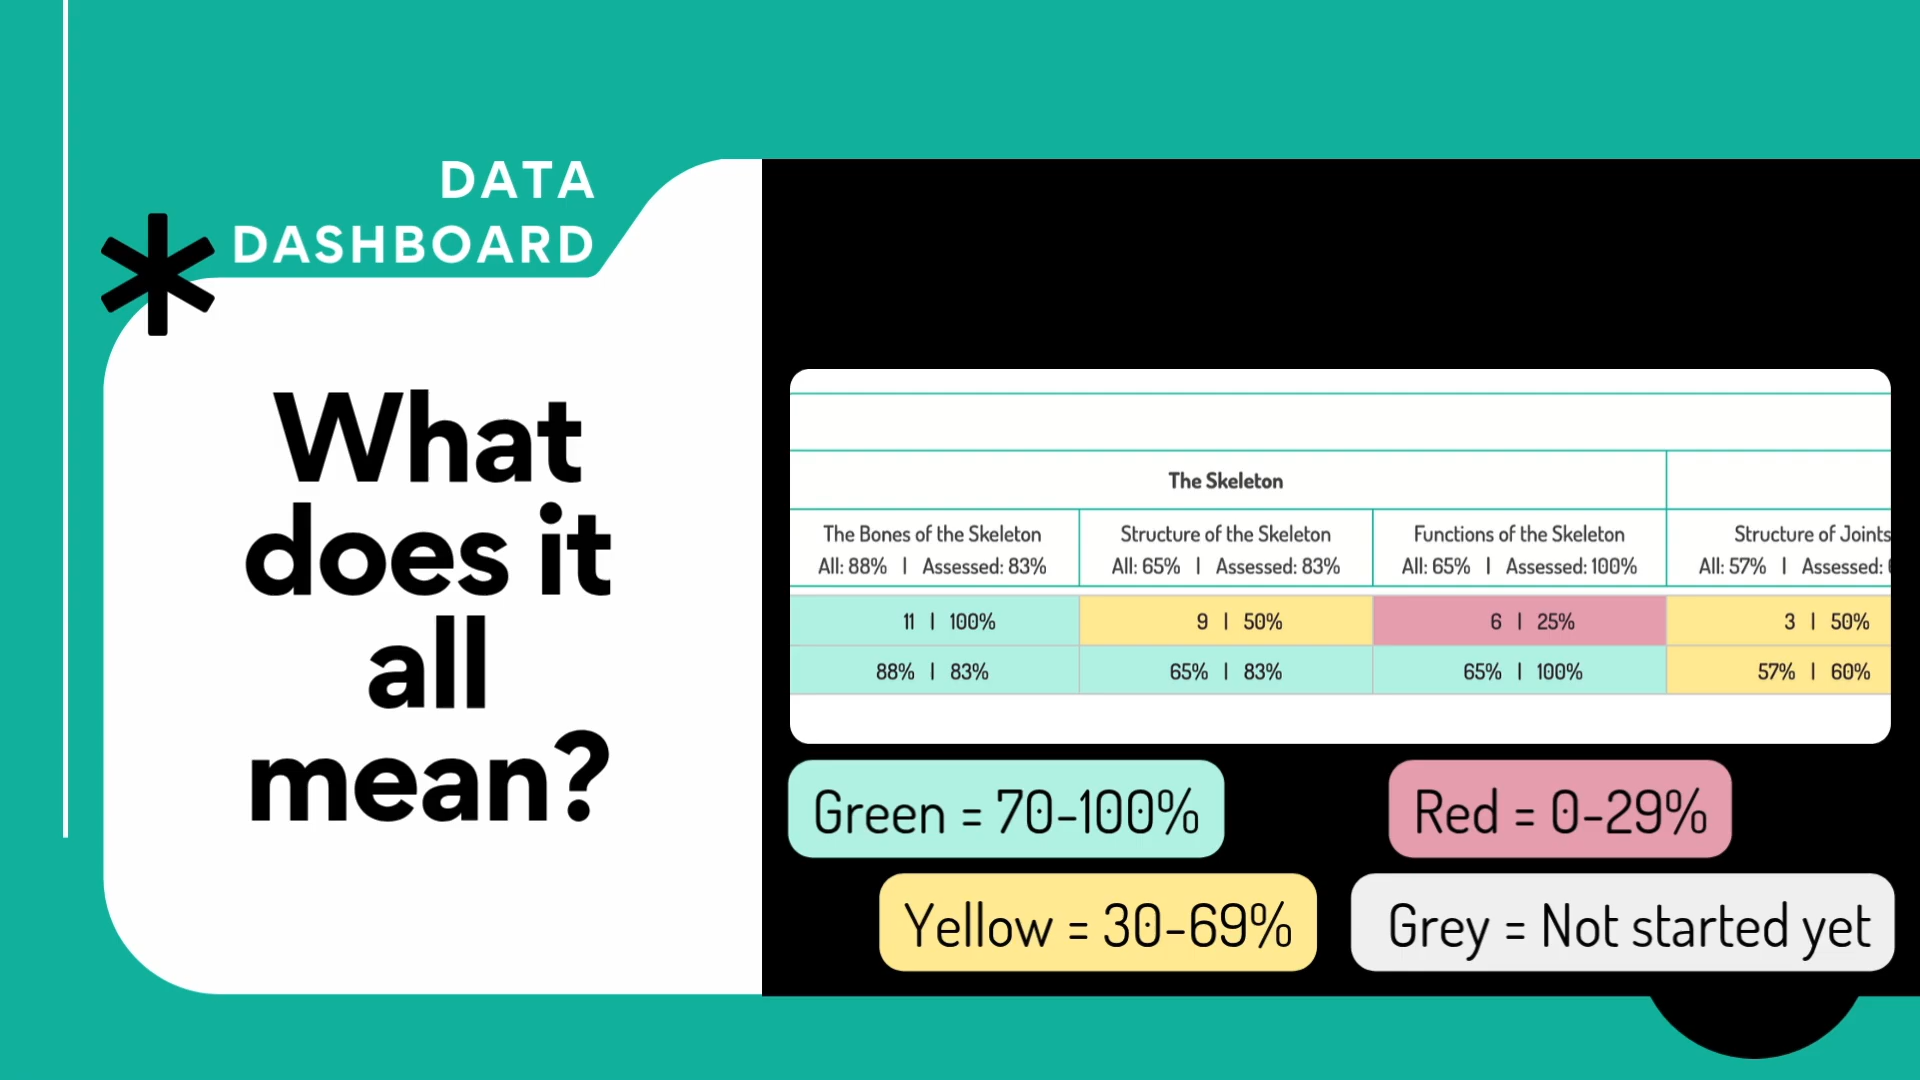 DATA
DASHBOARD
What
does it
all
mean?
The Skeleton
The Bones of the Skeleton
All: 88% | Assessed: 83%
Structure of the Skeleton
All: 65% | Assessed: 83%
Functions of the Skeleton
All: 65% | Assessed: 100%
Structure of Joints
All: 57% | Assessed:
11 | 100%
9 | 50%
6 | 25%
3 | 50%
88% | 83%
65% | 83%
65% | 100%
57% | 60%
Green = 70-100%
Red = 0-29%
Yellow = 30-69%
Grey = Not started yet